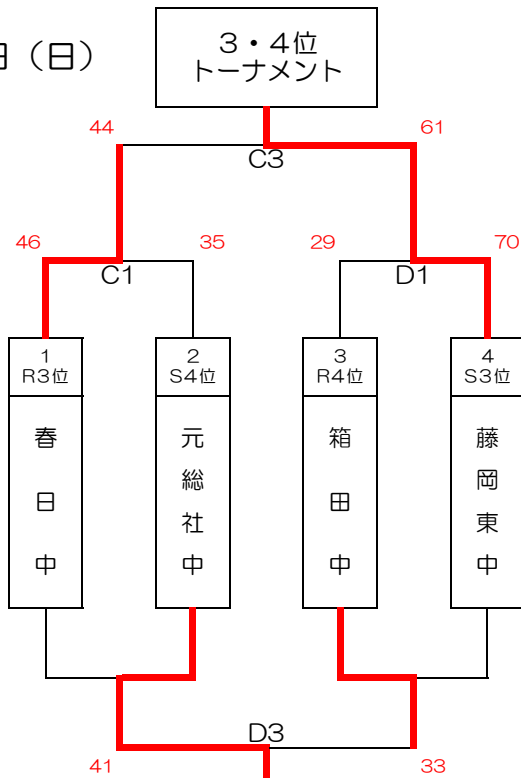 日（日）
３・４位
トーナメント
44
61
C3
46
35
29
70
C1
D1
1
R3位
2
S4位
3
R4位
4
S3位
春日中
元総社中
箱田中
藤岡東中
D3
41
33